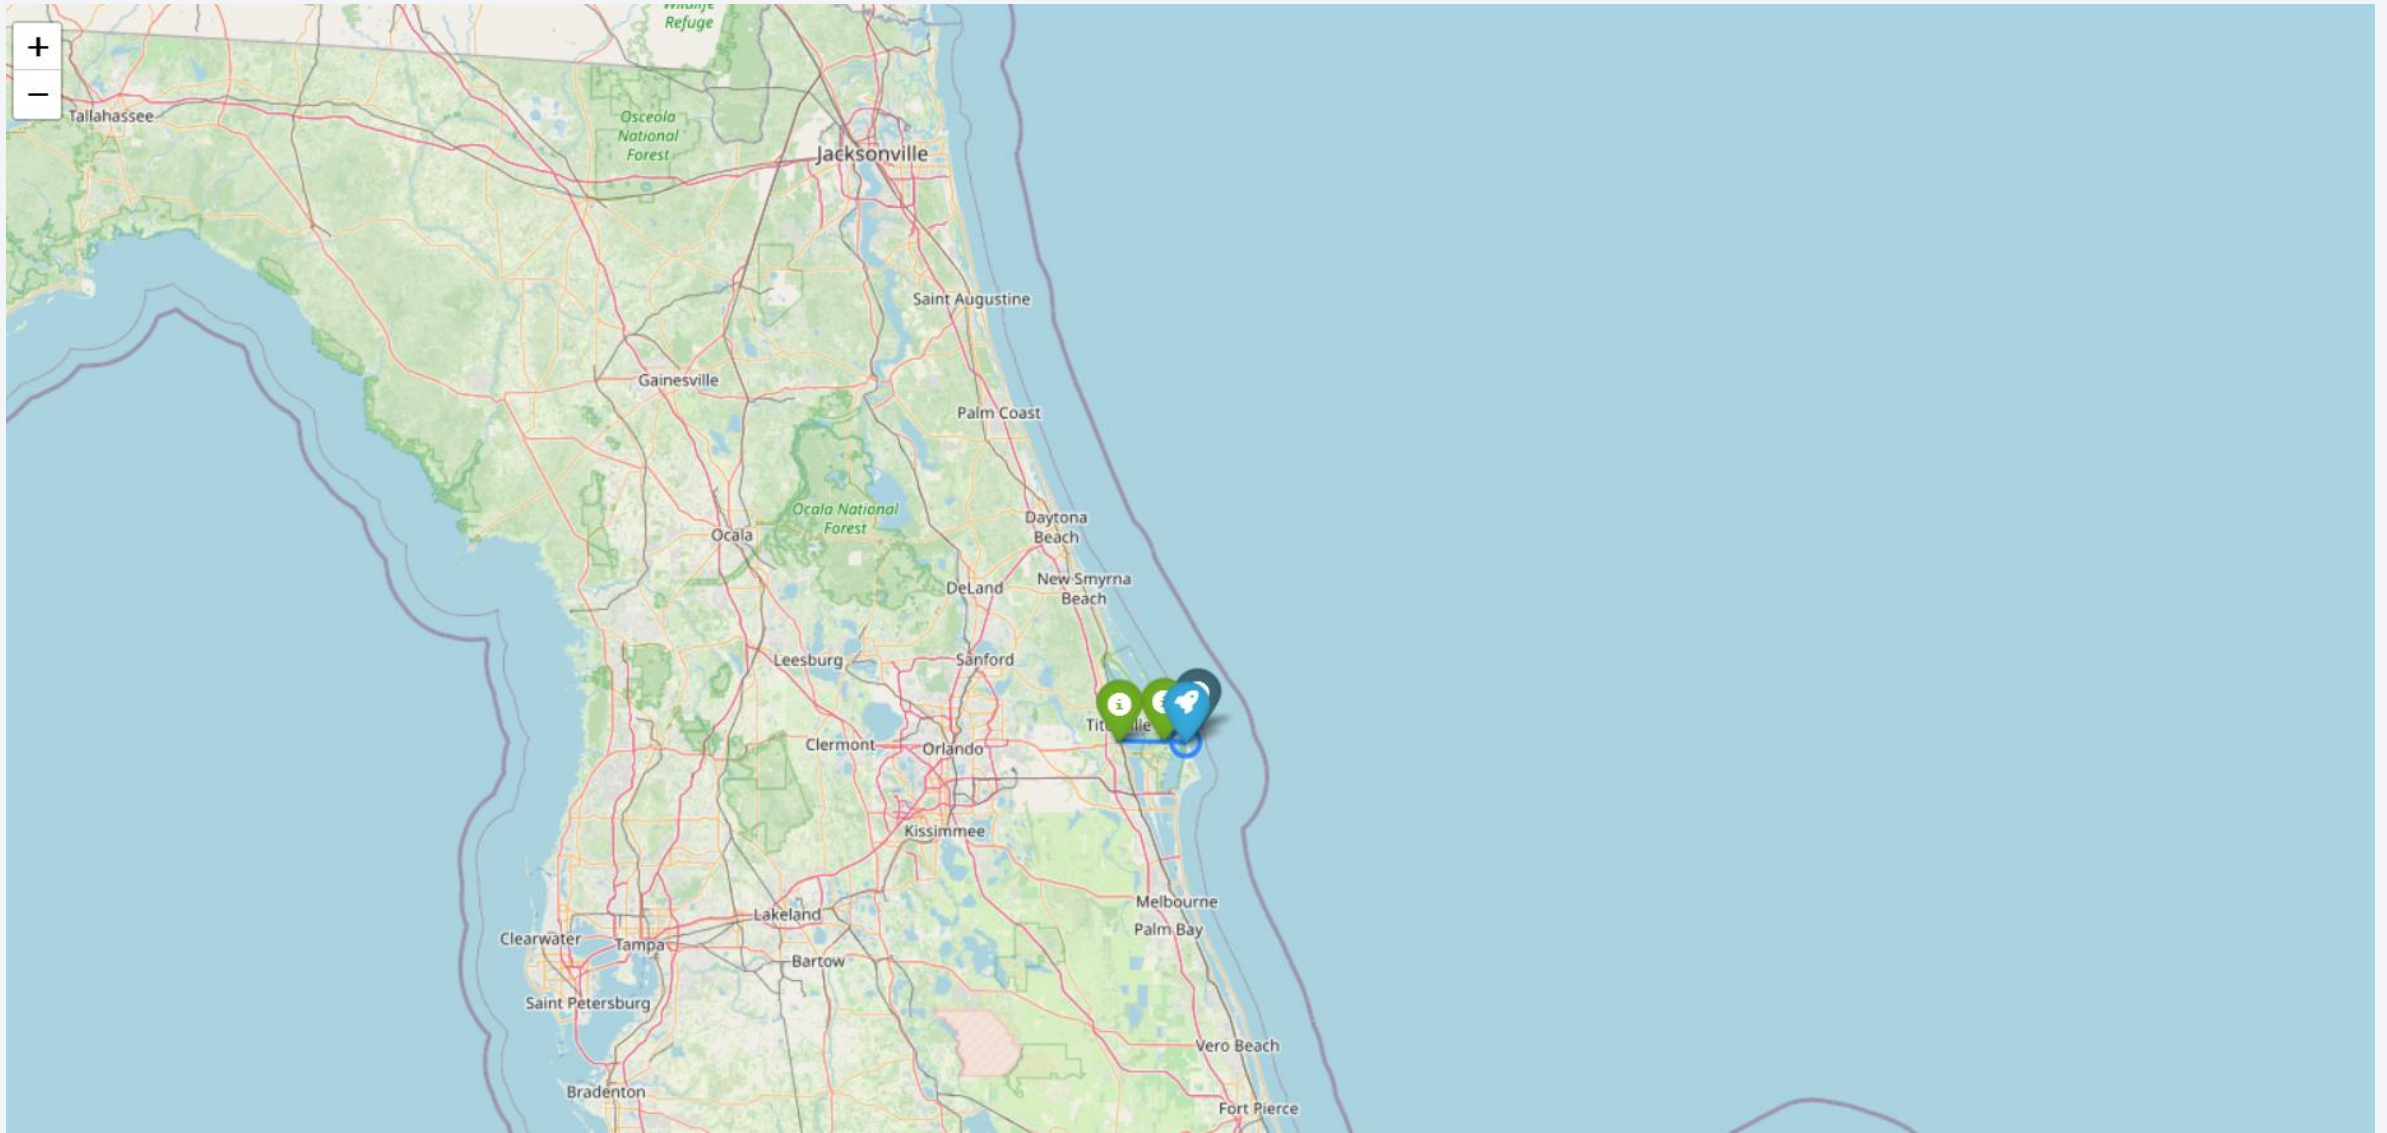 Wildlife
Refuge
+
−
Tallahassee
Osceola
National
Forest
Jacksonville
Saint Augustine
Gainesville
Palm Coast
Ocala National
Forest
Daytona
Beach
Ocala
DeLand
New Smyrna
Beach
Leesburg
Sanford
Clermont
Orlando
Kissimmee
Melbourne
Lakeland
Palm Bay
Clearwater
Tampa
Bartow
Saint Petersburg
Vero Beach
Bradenton
Fort Pierce